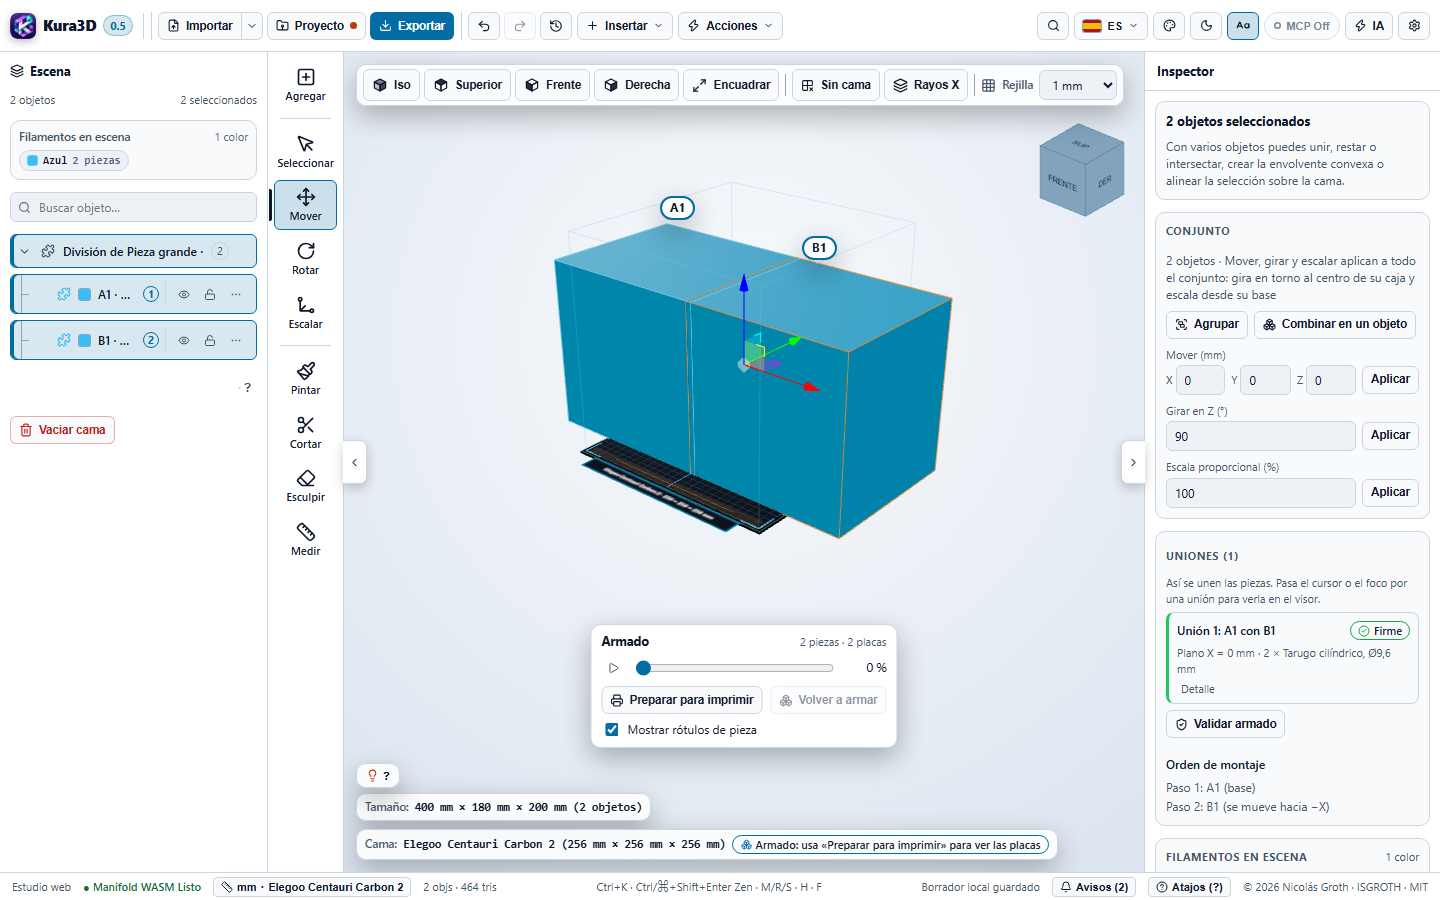 Kura3D 0.5 Importar Proyecto Exportar Insertar Acciones ES MCP Off IA
Escena
2 objetos 2 seleccionados
Filamentos en escena 1 color
Azul 2 piezas
Buscar objeto...
División de Pieza grande · 2
A1 · ... 1
B1 · ... 2
?
Vaciar cama
Agregar
Seleccionar
Mover
Rotar
Escalar
Pintar
Cortar
Esculpir
Medir
Iso Superior Frente Derecha Encuadrar Sin cama Rayos X Rejilla 1 mm
SUP
FRENTE DER
A1
B1
Armado 2 piezas · 2 placas
0 %
Preparar para imprimir Volver a armar
Mostrar rótulos de pieza
?
Tamaño: 400 mm × 180 mm × 200 mm (2 objetos)
Cama: Elegoo Centauri Carbon 2 (256 mm × 256 mm × 256 mm) Armado: usa «Preparar para imprimir» para ver las placas
Inspector
2 objetos seleccionados
Con varios objetos puedes unir, restar o
intersectar, crear la envolvente convexa o
alinear la selección sobre la cama.
CONJUNTO
2 objetos · Mover, girar y escalar aplican a todo
el conjunto: gira en torno al centro de su caja y
escala desde su base
Agrupar Combinar en un objeto
Mover (mm)
X 0 Y 0 Z 0 Aplicar
Girar en Z (°)
90 Aplicar
Escala proporcional (%)
100 Aplicar
UNIONES (1)
Así se unen las piezas. Pasa el cursor o el foco por
una unión para verla en el visor.
Unión 1: A1 con B1 Firme
Plano X = 0 mm · 2 × Tarugo cilíndrico, Ø9,6
mm
Detalle
Validar armado
Orden de montaje
Paso 1: A1 (base)
Paso 2: B1 (se mueve hacia −X)
FILAMENTOS EN ESCENA 1 color
Estudio web Manifold WASM Listo mm · Elegoo Centauri Carbon 2 2 objs · 464 tris Ctrl+K · Ctrl/⌘+Shift+Enter Zen · M/R/S · H · F Borrador local guardado Avisos (2) Atajos (?) © 2026 Nicolás Groth · ISGROTH · MIT